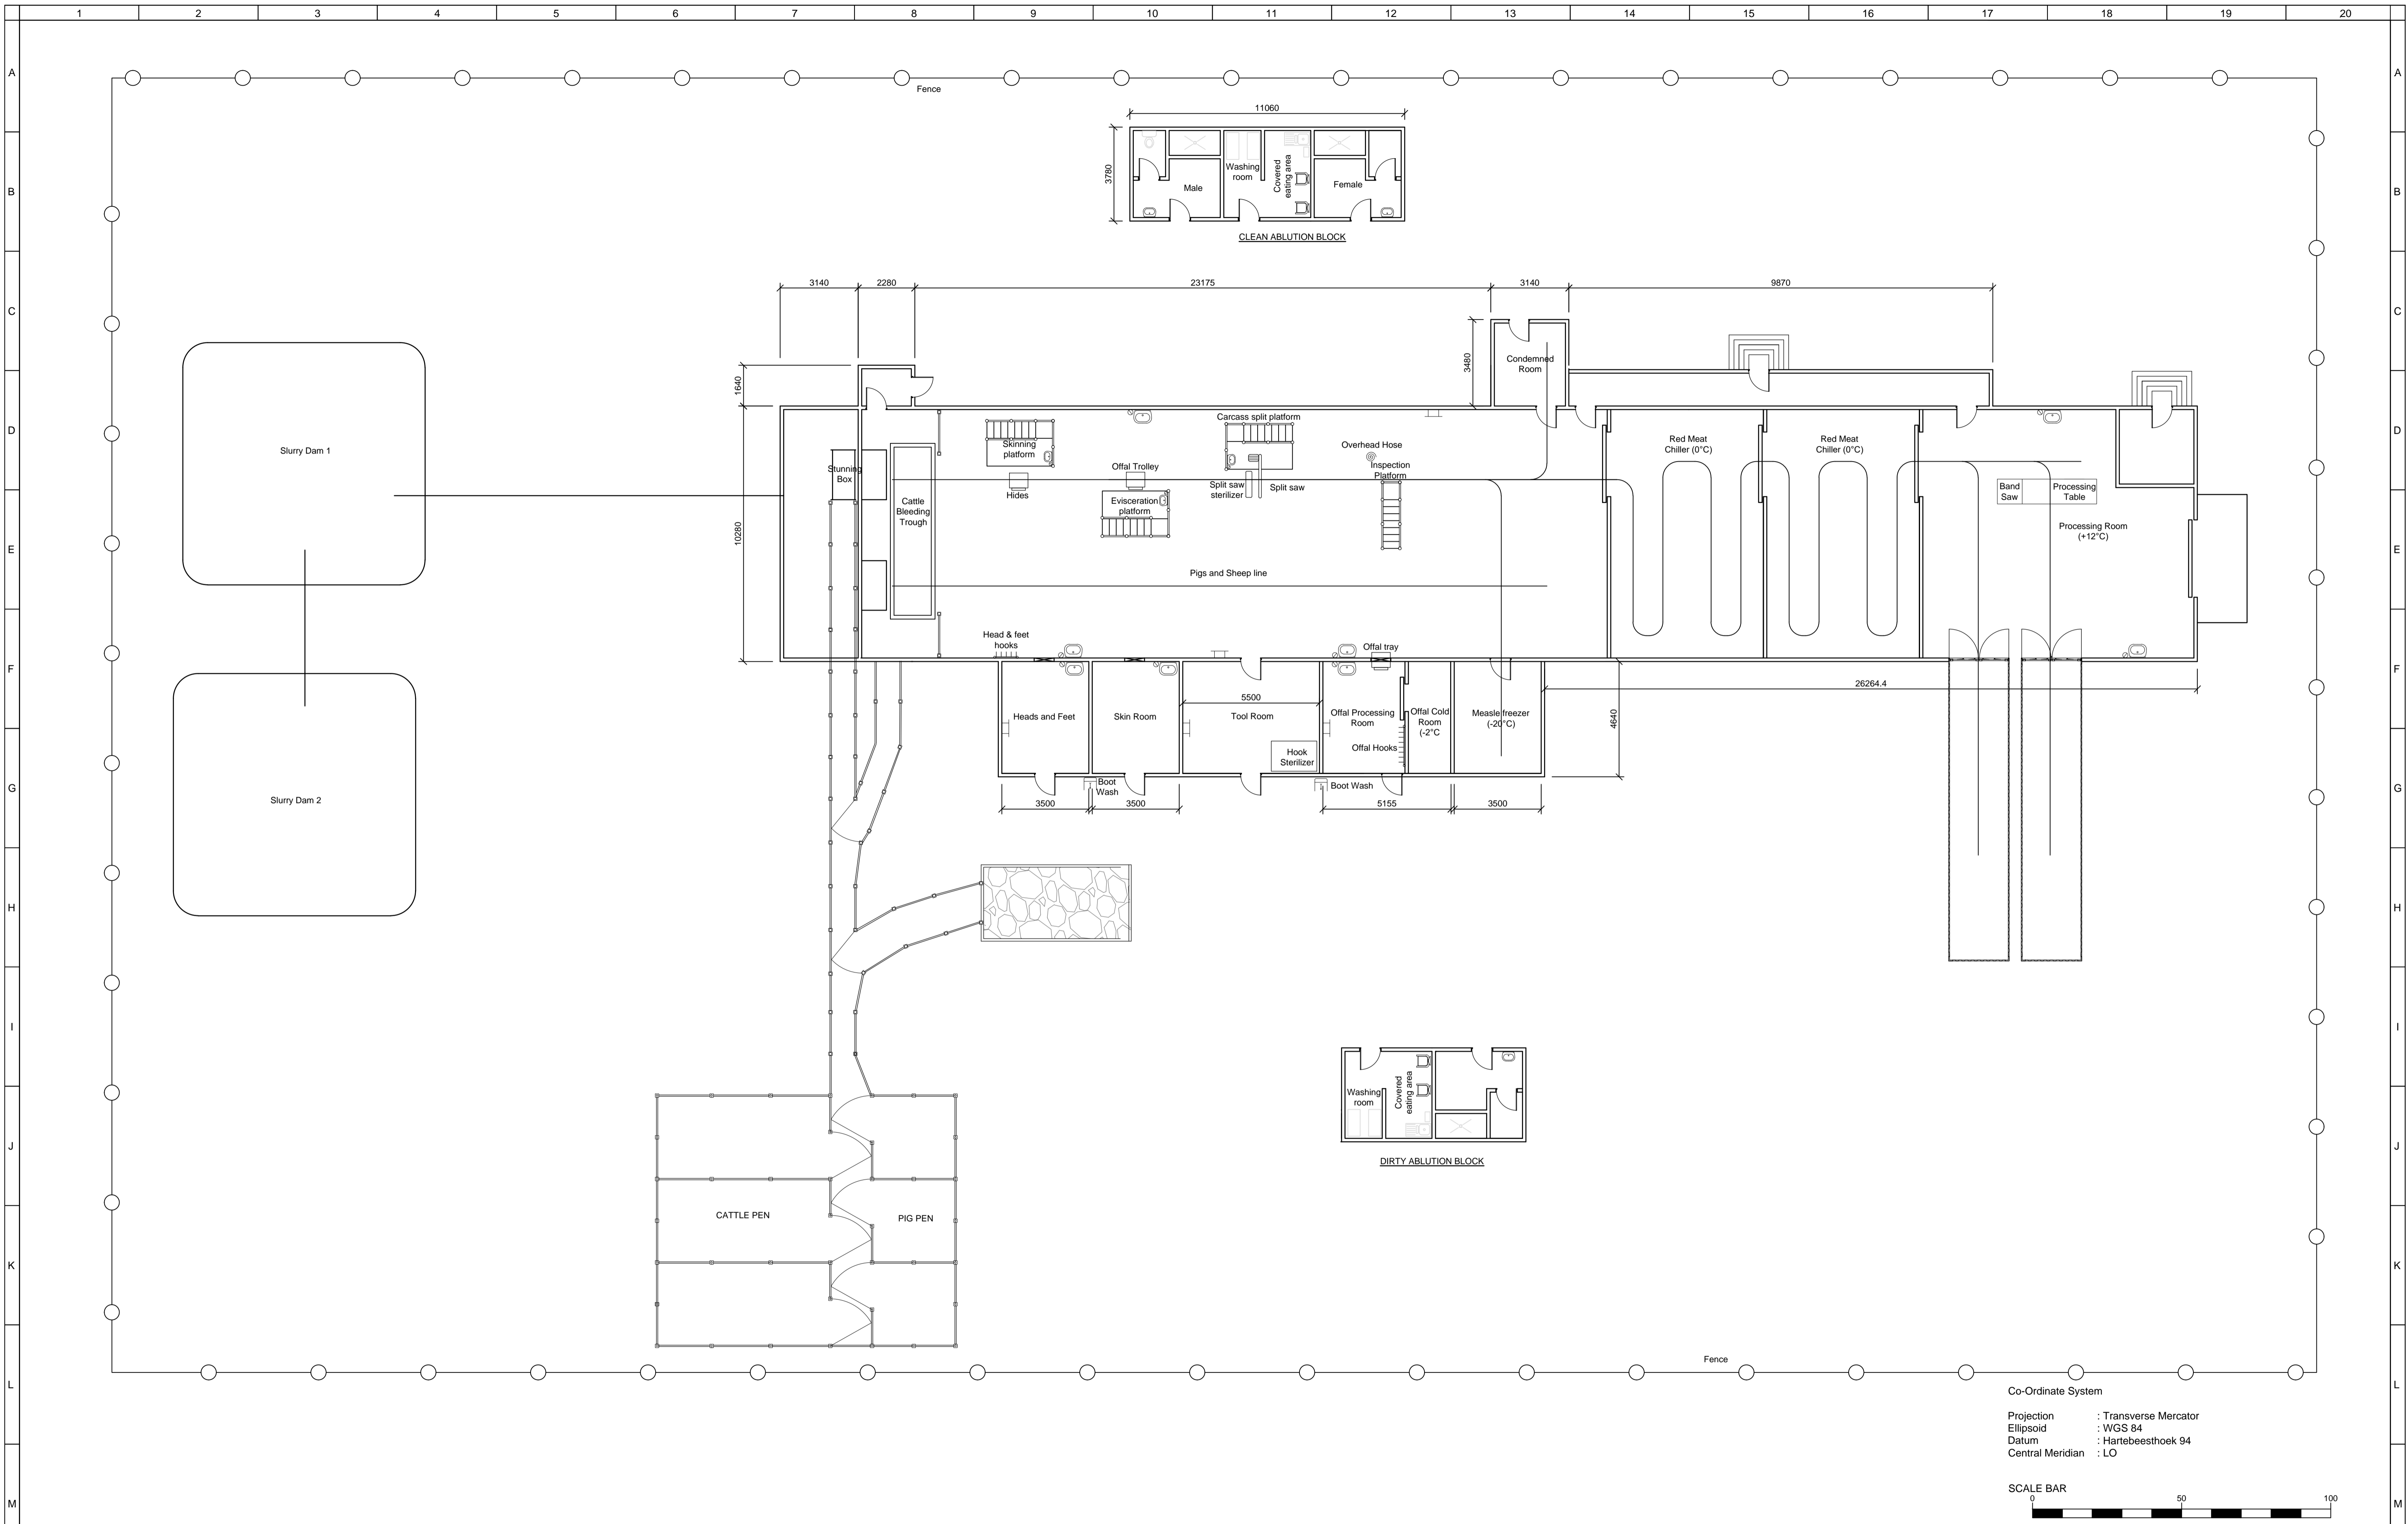 1 2 3 4 5 6 7 8 9 10 11 12 13 14 15 16 17 18 19 20
A A
Fence
11060
3780
Washing
room
Covered
eating area
Male
Female
B B
CLEAN ABLUTION BLOCK
3140 2280 23175 3140 9870
C C
3480
Condemned
Room
1640
D D
Slurry Dam 1
Skinning
platform
Carcass split platform
Overhead Hose
Red Meat
Chiller (0°C)
Red Meat
Chiller (0°C)
Stunning
Box
Offal Trolley
Inspection
Platform
Hides
Split saw
sterilizer
Split saw
Band
Saw
Processing
Table
Cattle
Bleeding
Trough
Evisceration
platform
10280
Processing Room
(+12°C)
E E
Pigs and Sheep line
Head & feet
hooks
Offal tray
F F
26264.4
5500
4640
Heads and Feet
Skin Room
Tool Room
Offal Processing
Room
Offal Cold
Room
(-2°C
Measle freezer
(-20°C)
Offal Hooks
Hook
Sterilizer
Boot
Wash
Boot Wash
G G
Slurry Dam 2
3500 3500 5155 3500
H H
I I
Washing
room
Covered
eating area
J J
DIRTY ABLUTION BLOCK
CATTLE PEN
PIG PEN
K K
Fence
L L
Co-Ordinate System
Projection : Transverse Mercator
Ellipsoid : WGS 84
Datum : Hartebeesthoek 94
Central Meridian : LO
SCALE BAR
0 50 100
M M